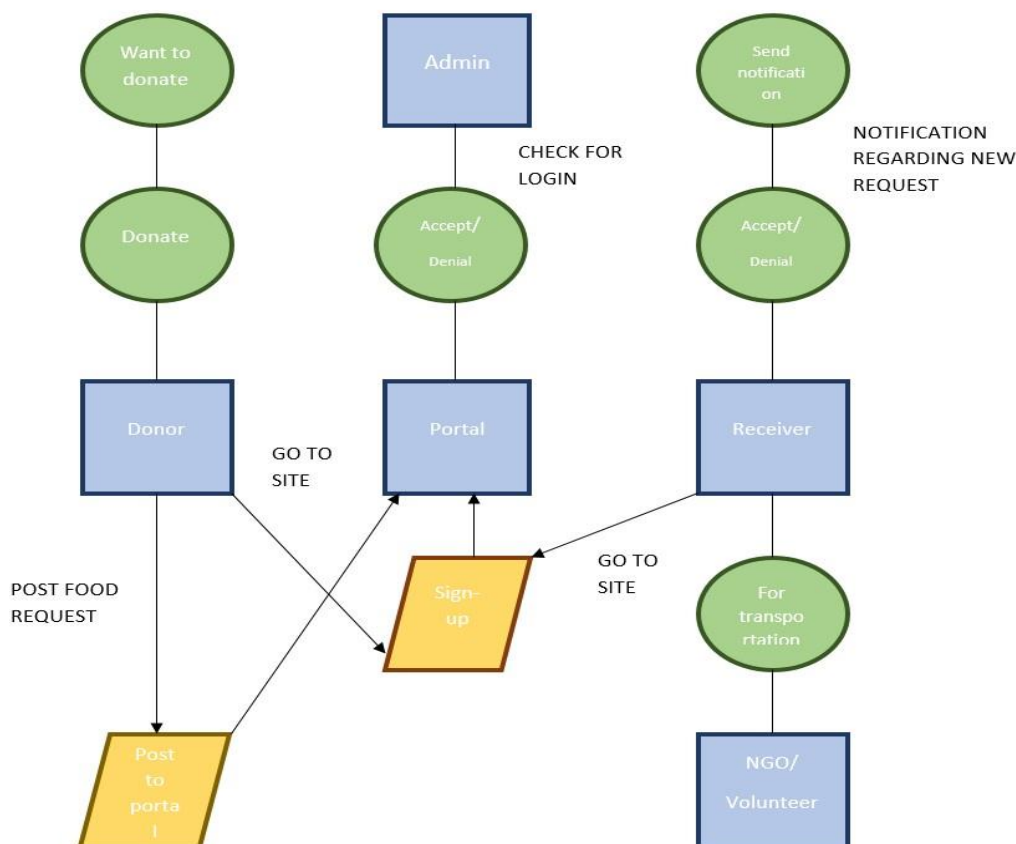 Want to
donate
Admin
Send
notificati
on
CHECK FOR
LOGIN
NOTIFICATION
REGARDING NEW
REQUEST
Donate
Accept/
Denial
Accept/
Denial
Donor
Portal
Receiver
GO TO
SITE
POST FOOD
REQUEST
Sign-
up
GO TO
SITE
For
transpo
rtation
Post
to
porta
l
NGO/
Volunteer